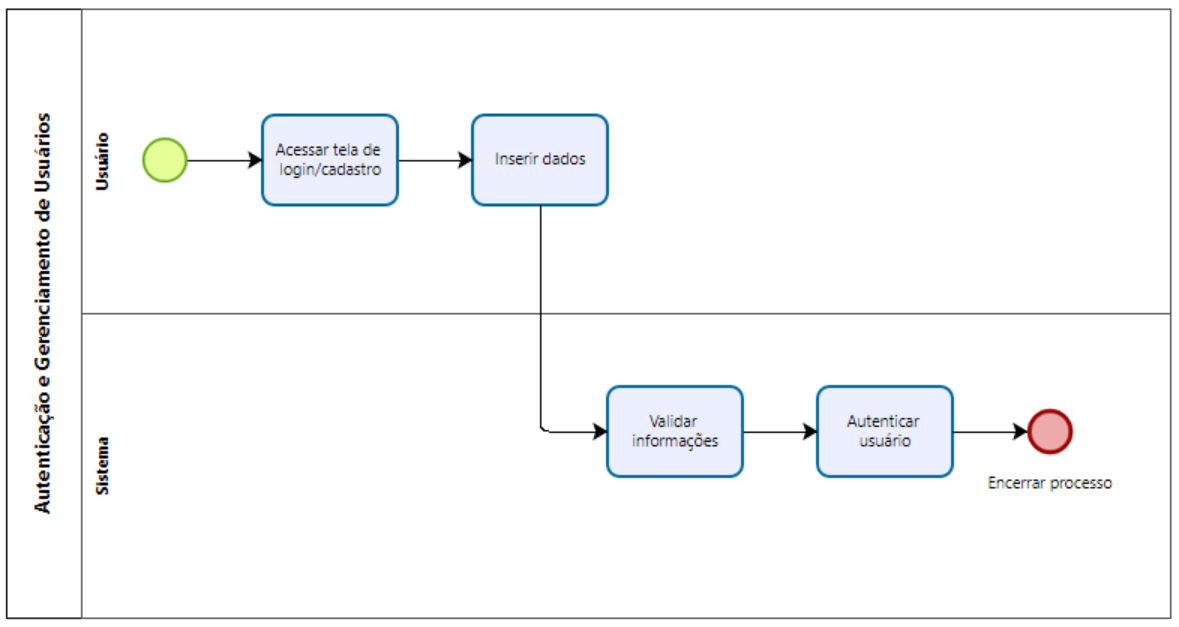 Autenticação e Gerenciamento de Usuários
Usuário
Acessar tela de
login/cadastro
Inserir dados
Sistema
Validar
informações
Autenticar
usuário
Encerrar processo